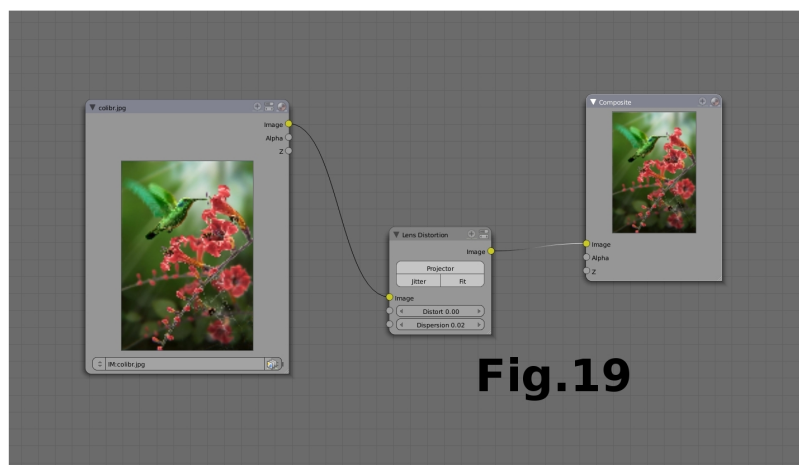 colibr.jpg
Image
Alpha
Z
IM:colibr.jpg
Lens Distortion
Image
Projector
Jitter
Fit
Image
Distort 0.00
Dispersion 0.02
Composite
Image
Alpha
Z
Fig.19